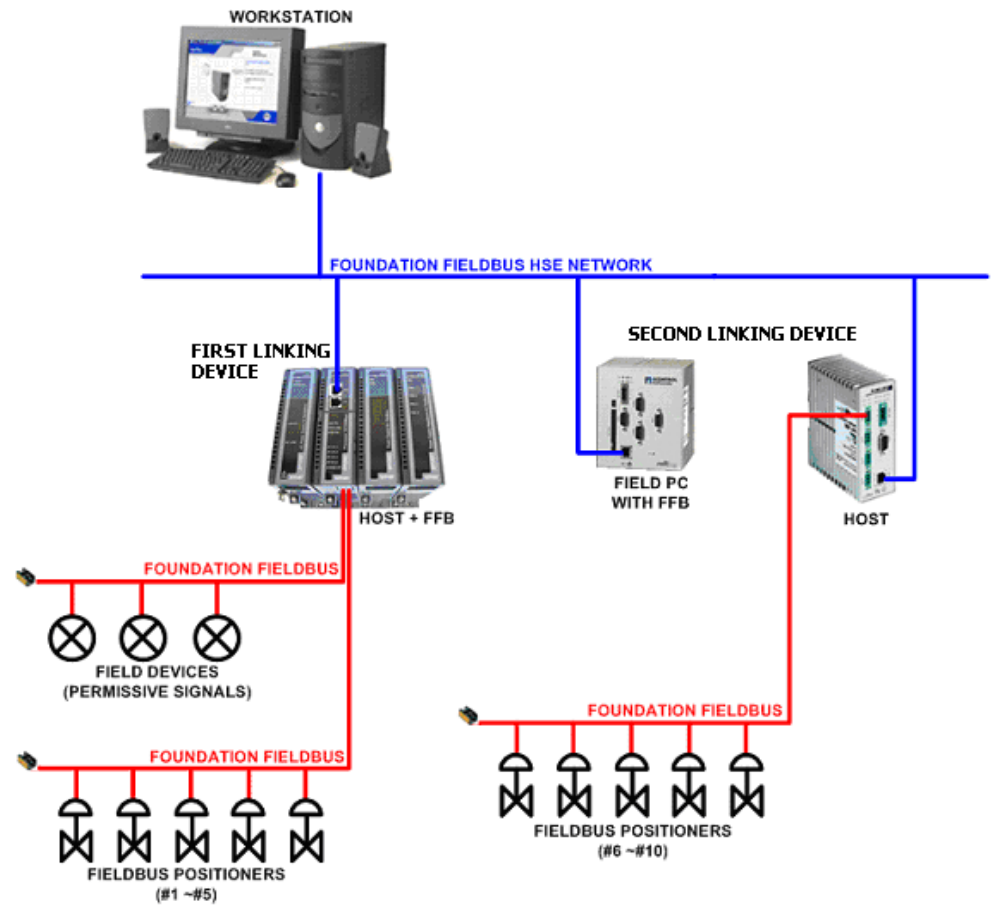 WORKSTATION
FOUNDATION FIELDBUS HSE NETWORK
FIRST LINKING
DEVICE
SECOND LINKING DEVICE
HOST + FFB
FIELD PC
WITH FFB
HOST
FOUNDATION FIELDBUS
FIELD DEVICES
(PERMISSIVE SIGNALS)
FOUNDATION FIELDBUS
FOUNDATION FIELDBUS
FIELDBUS POSITIONERS
(#6 ~#10)
FIELDBUS POSITIONERS
(#1 ~#5)